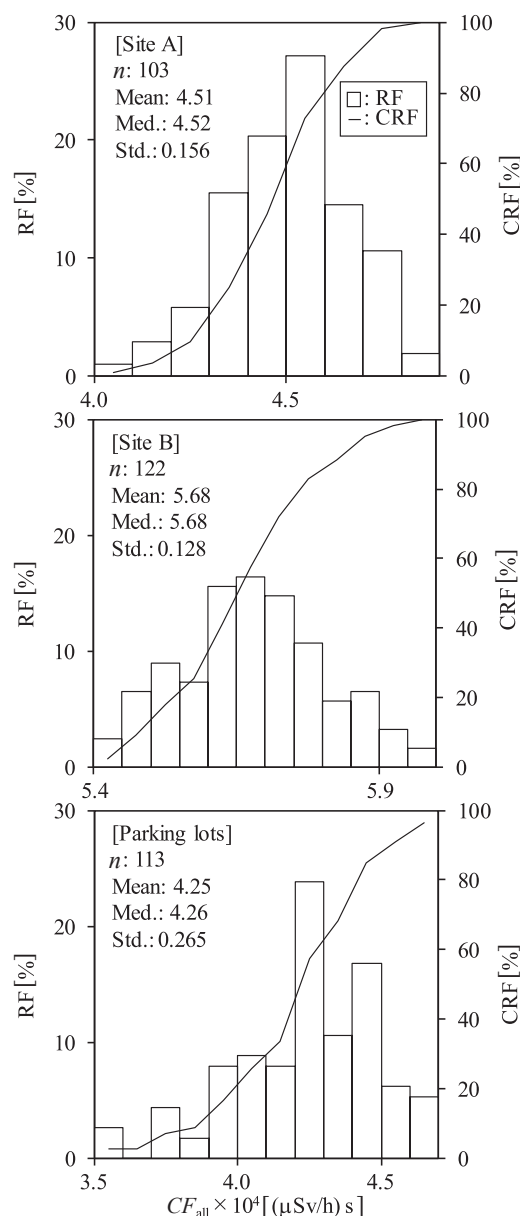 30
20
10
0
RF [%]
[Site A]
n: 103
Mean: 4.51
Med.: 4.52
Std.: 0.156
□: RF
—: CRF
100
80
60
40
20
0
CRF [%]
4.0
4.5
30
20
10
0
RF [%]
[Site B]
n: 122
Mean: 5.68
Med.: 5.68
Std.: 0.128
100
80
60
40
20
0
CRF [%]
5.4
5.9
30
20
10
0
RF [%]
[Parking lots]
n: 113
Mean: 4.25
Med.: 4.26
Std.: 0.265
100
80
60
40
20
0
CRF [%]
3.5
4.0
4.5
CFall × 10⁴ [(μSv/h) s]